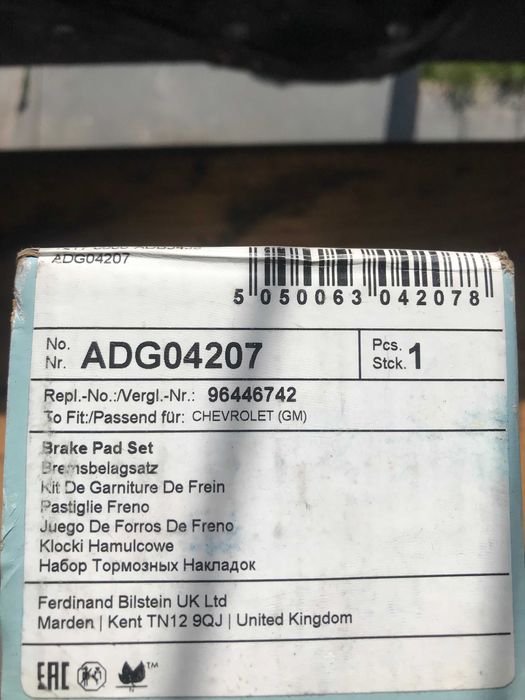 ADG04207
5 050063 042078
No.
Nr. ADG04207
Pcs.
Stck. 1
Repl.-No.:/Vergl.-Nr.: 96446742
To Fit:/Passend für: CHEVROLET (GM)
Brake Pad Set
Bremsbelagsatz
Kit De Garniture De Frein
Pastiglie Freno
Juego De Forros De Freno
Klocki Hamulcowe
Набор Тормозных Накладок
Ferdinand Bilstein UK Ltd
Marden | Kent TN12 9QJ | United Kingdom
EAC
TM
N